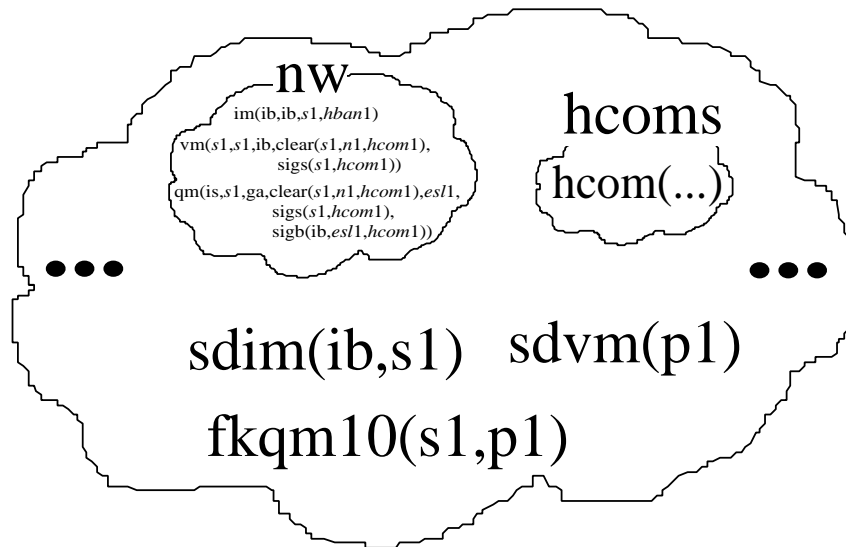 nw
im(ib,ib,s1,hban1)
vm(s1,s1,ib,clear(s1,n1,hcom1),
sigs(s1,hcom1))
qm(is,s1,ga,clear(s1,n1,hcom1),esl1,
sigs(s1,hcom1),
sigb(ib,esl1,hcom1))
hcoms
hcom(...)
sdim(ib,s1)
sdvm(p1)
fkqm10(s1,p1)